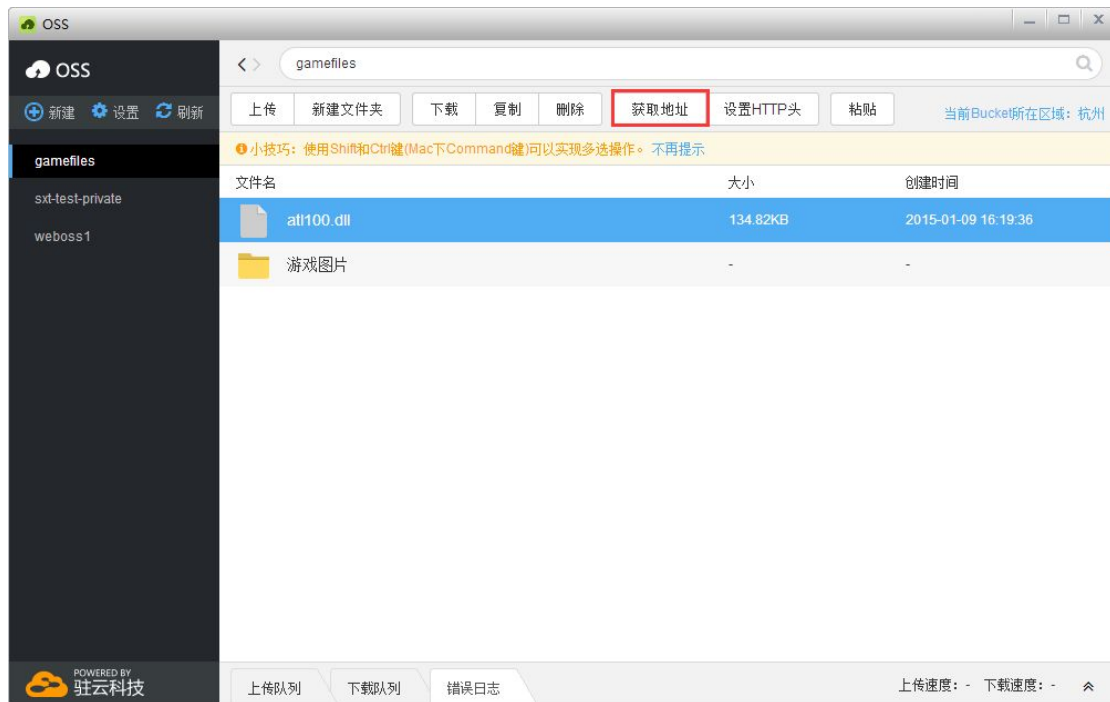 OSS
OSS
新建 设置 刷新
gamefiles
sxt-test-private
weboss1
POWERED BY
驻云科技
gamefiles
上传 新建文件夹 下载 复制 删除 获取地址 设置HTTP头 粘贴 当前Bucket所在区域：杭州
小技巧：使用Shift和Ctrl键(Mac下Command键)可以实现多选操作。不再提示
文件名 大小 创建时间
atl100.dll 134.82KB 2015-01-09 16:19:36
游戏图片 - -
上传队列 下载队列 错误日志 上传速度：- 下载速度：-